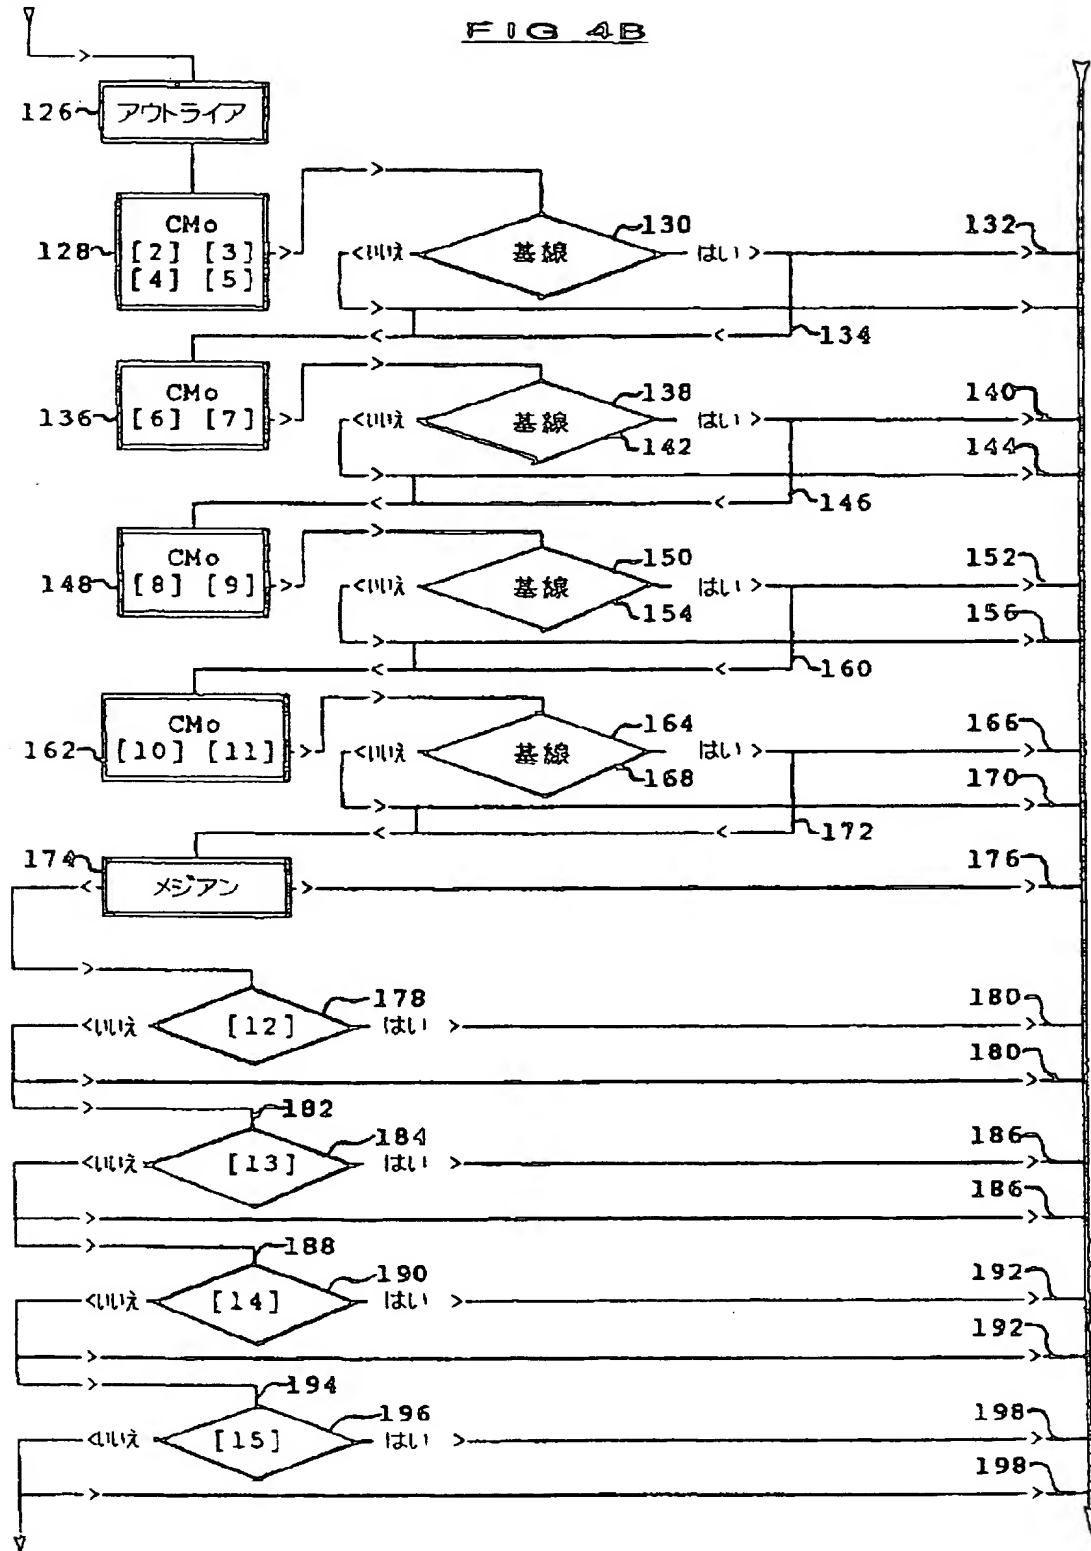 FIG 4B
126 アウトライア
CMo
128 [2] [3]
[4] [5]
<いいえ 基線 はい>
130
132
134
CMo
136 [6] [7]
<いいえ 基線 はい>
138
140
142
144
146
CMo
148 [8] [9]
<いいえ 基線 はい>
150
152
154
156
160
CMo
162 [10] [11]
<いいえ 基線 はい>
164
166
168
170
172
174 メジアン 176
178
<いいえ [12] はい > 180
180
182
184
<いいえ [13] はい > 186
186
188
190
<いいえ [14] はい > 192
192
194
196
<いいえ [15] はい > 198
198